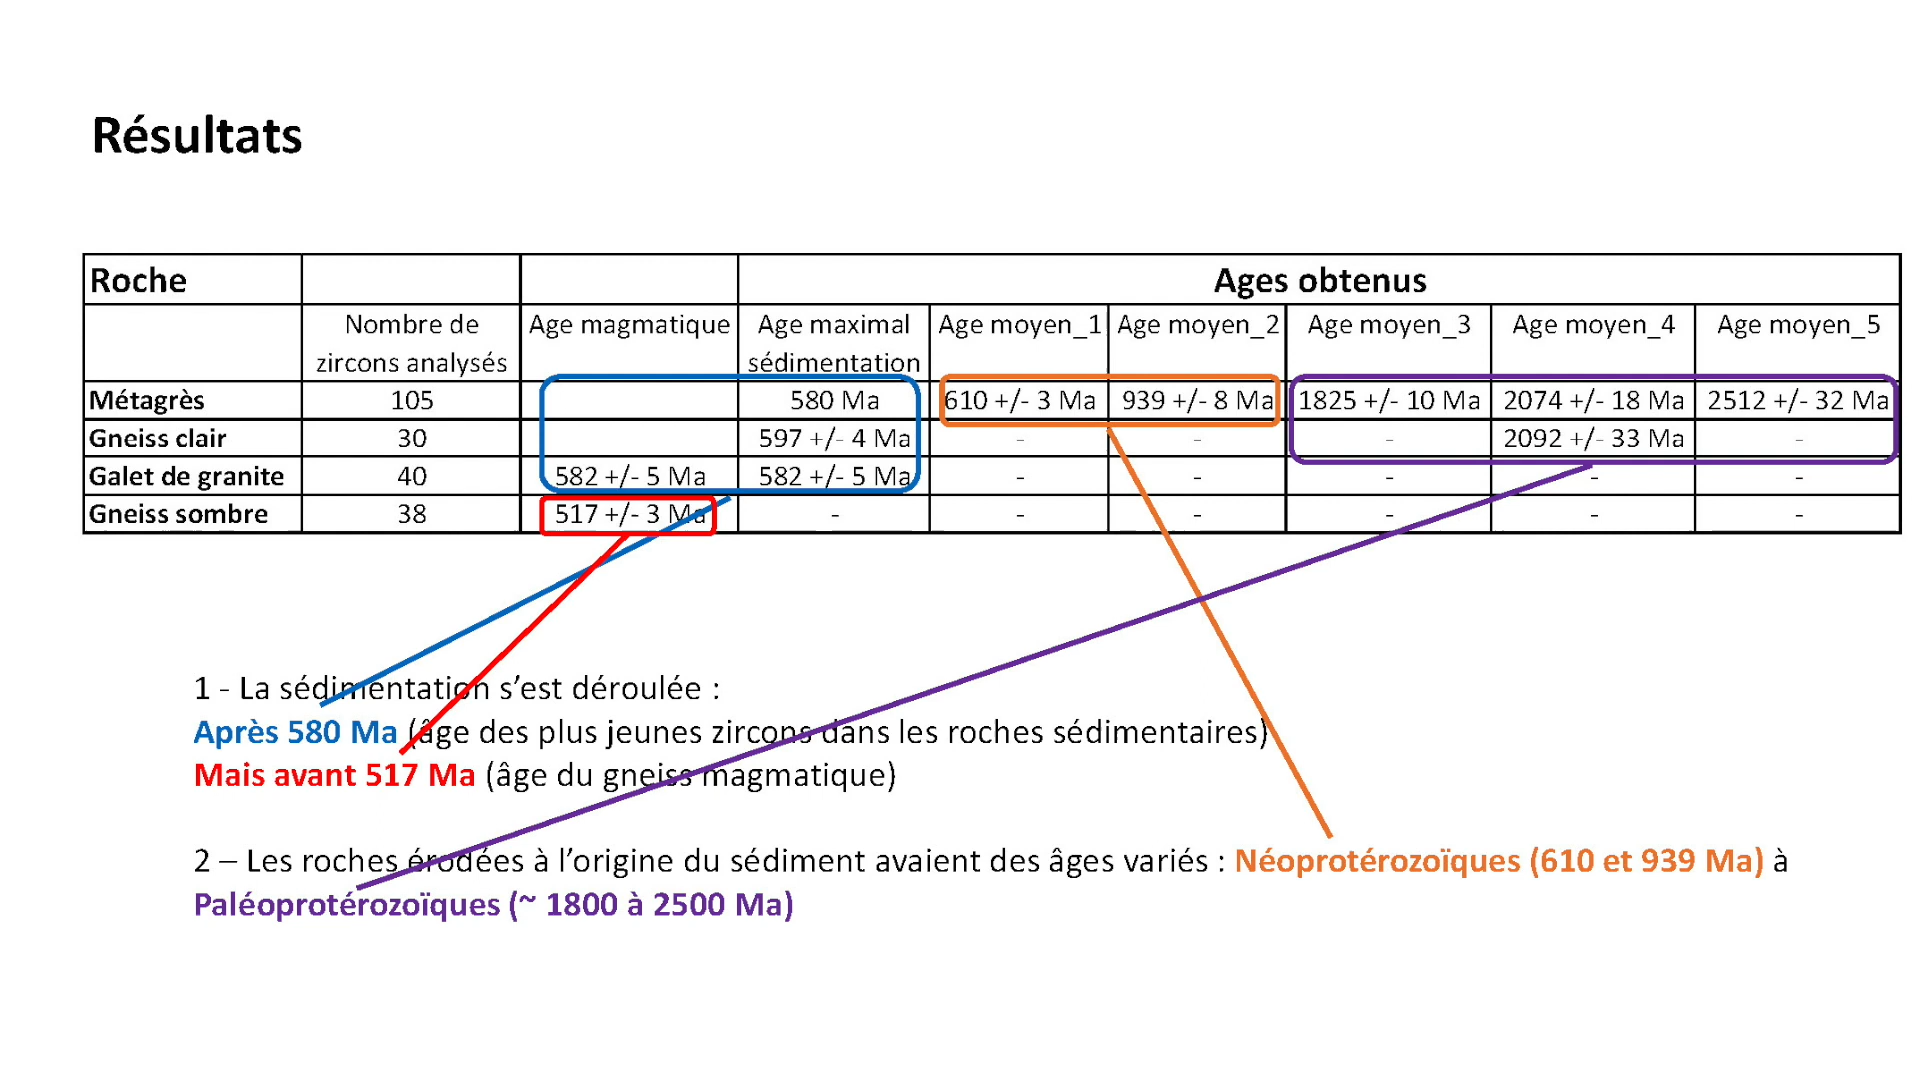 Résultats
Roche Ages obtenus
Nombre de Age magmatique Age maximal Age moyen_1 Age moyen_2 Age moyen_3 Age moyen_4 Age moyen_5
zircons analysés sédimentation
Métagrès 105 580 Ma 610 +/- 3 Ma 939 +/- 8 Ma 1825 +/- 10 Ma 2074 +/- 18 Ma 2512 +/- 32 Ma
Gneiss clair 30 597 +/- 4 Ma - - - 2092 +/- 33 Ma -
Galet de granite 40 582 +/- 5 Ma 582 +/- 5 Ma - - - - -
Gneiss sombre 38 517 +/- 3 Ma - - - - - -
1 - La sédimentation s’est déroulée :
Après 580 Ma (âge des plus jeunes zircons dans les roches sédimentaires)
Mais avant 517 Ma (âge du gneiss magmatique)
2 – Les roches érodées à l’origine du sédiment avaient des âges variés : Néoprotérozoïques (610 et 939 Ma) à
Paléoprotérozoïques (~ 1800 à 2500 Ma)